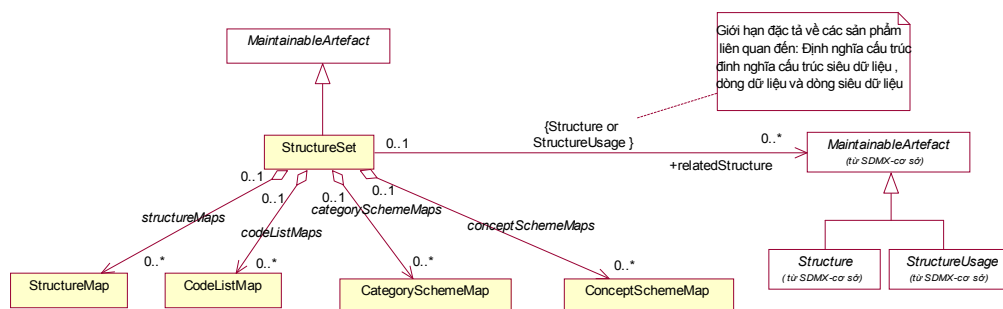 MaintainableArtefact
Giới hạn đặc tả về các sản phẩm
liên quan đến: Định nghĩa cấu trúc
đinh nghĩa cấu trúc siêu dữ liệu ,
dòng dữ liệu và dòng siêu dữ liệu
StructureSet
0..1
{Structure or
StructureUsage }
0..*
+relatedStructure
MaintainableArtefact
(từ SDMX-cơ sở)
0..1
0..1
0..1
0..1
structureMaps
codeListMaps
categorySchemeMaps
conceptSchemeMaps
0..*
0..*
0..*
0..*
StructureMap
CodeListMap
CategorySchemeMap
ConceptSchemeMap
Structure
(từ SDMX-cơ sở)
StructureUsage
(từ SDMX-cơ sở)